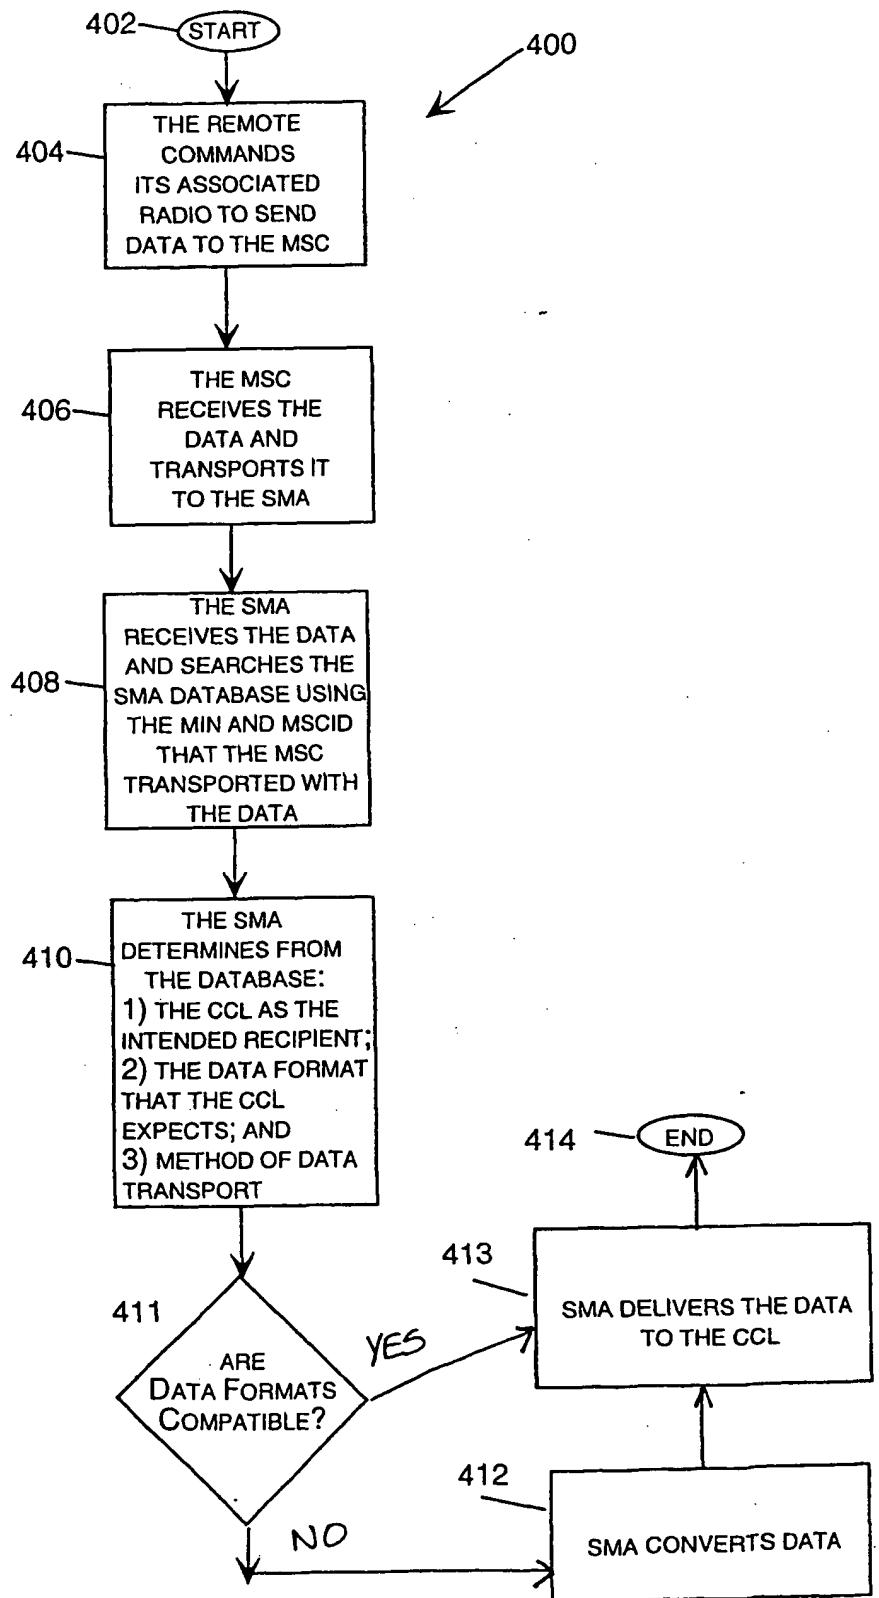 402
START
400
404
THE REMOTE
COMMANDS
ITS ASSOCIATED
RADIO TO SEND
DATA TO THE MSC
406
THE MSC
RECEIVES THE
DATA AND
TRANSPORTS IT
TO THE SMA
408
THE SMA
RECEIVES THE DATA
AND SEARCHES THE
SMA DATABASE USING
THE MIN AND MSCID
THAT THE MSC
TRANSPORTED WITH
THE DATA
410
THE SMA
DETERMINES FROM
THE DATABASE:
1) THE CCL AS THE
INTENDED RECIPIENT;
2) THE DATA FORMAT
THAT THE CCL
EXPECTS; AND
3) METHOD OF DATA
TRANSPORT
411
ARE
DATA FORMATS
COMPATIBLE?
YES
NO
412
SMA CONVERTS DATA
413
SMA DELIVERS THE DATA
TO THE CCL
414
END